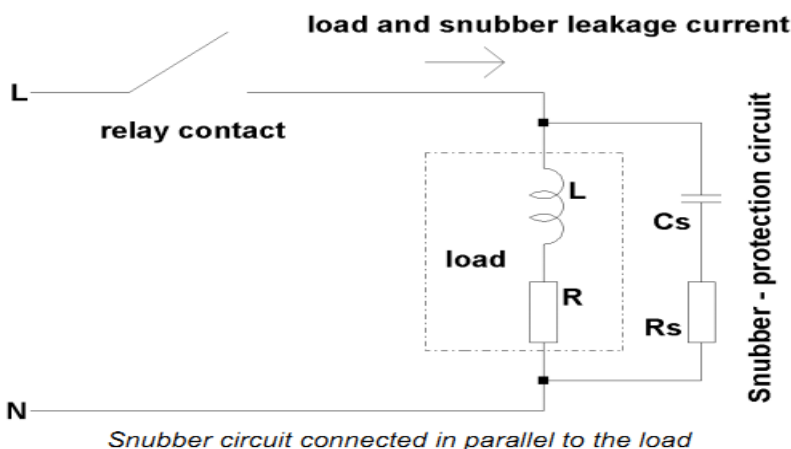 load and snubber leakage current
L
relay contact
L
Cs
load
R
Rs
N
Snubber - protection circuit
Snubber circuit connected in parallel to the load